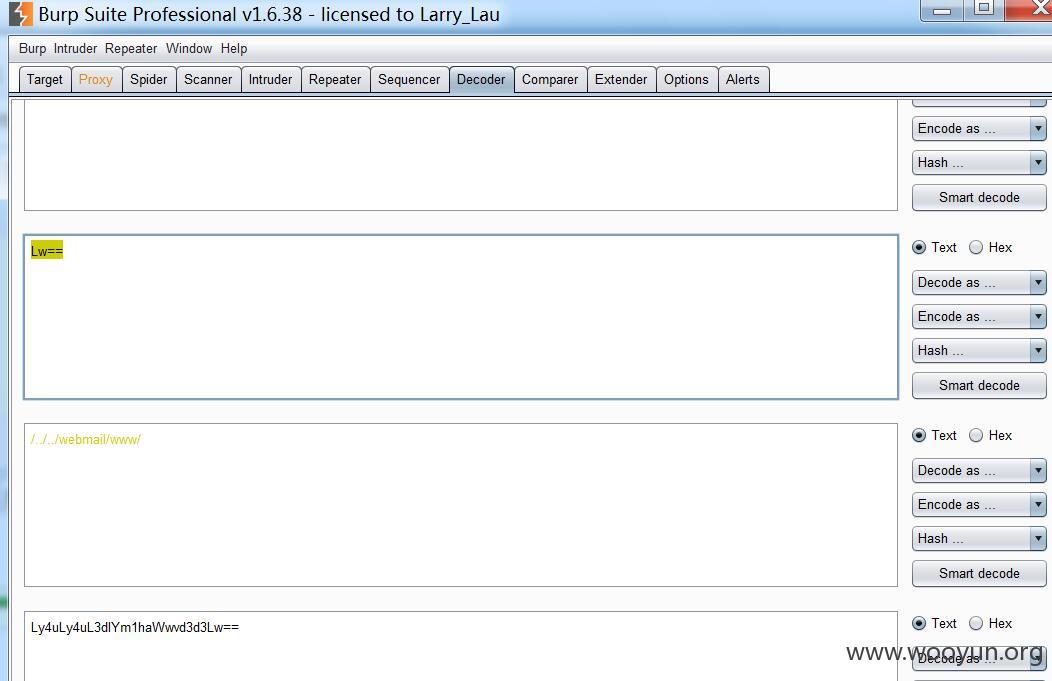 Burp Suite Professional v1.6.38 - licensed to Larry_Lau
Burp Intruder Repeater Window Help
Target Proxy Spider Scanner Intruder Repeater Sequencer Decoder Comparer Extender Options Alerts
Encode as ...
Hash ...
Smart decode
Lw==
Text Hex
Decode as ...
Encode as ...
Hash ...
Smart decode
/../../webmail/www/
Text Hex
Decode as ...
Encode as ...
Hash ...
Smart decode
Ly4uLy4uL3dlYm1haWwvd3d3Lw==
Text Hex
Decode as ...
www.wooyun.org